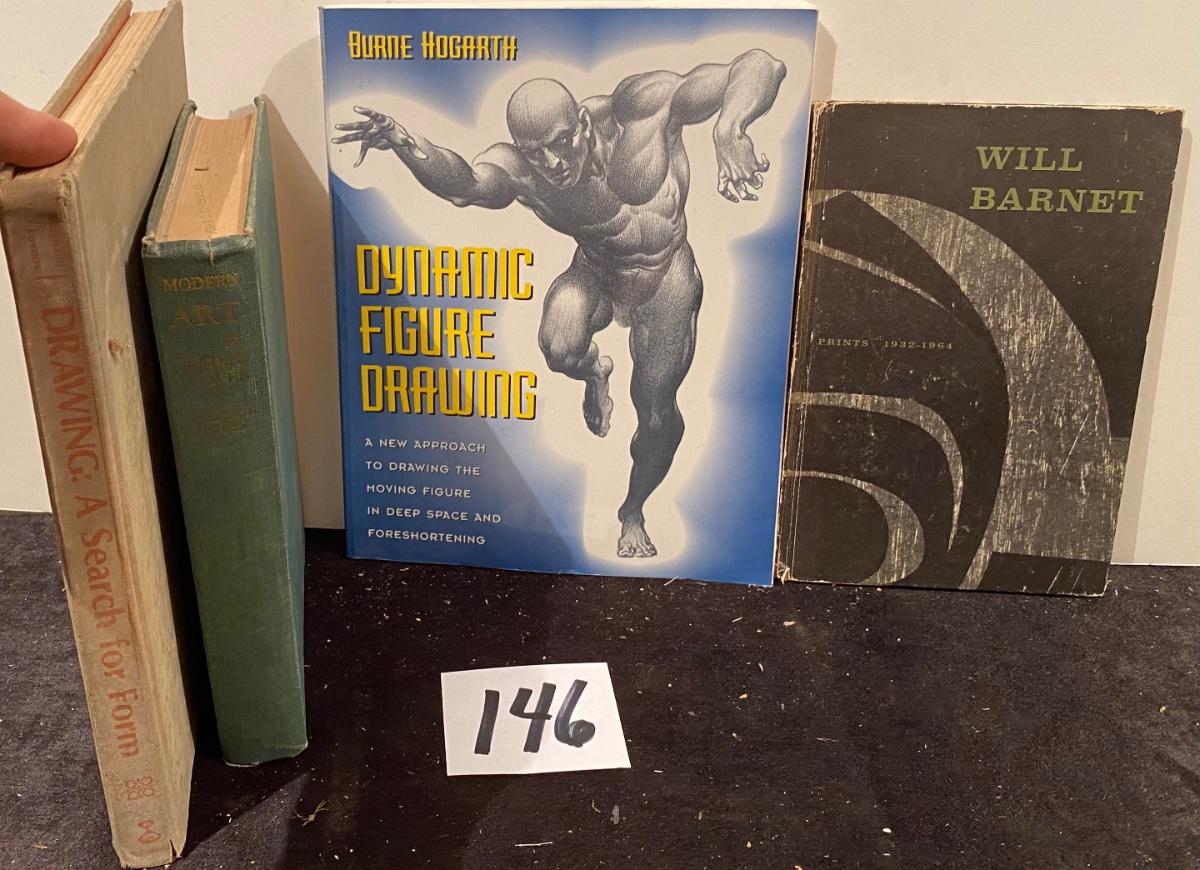 DRAWING: A Search for Form
MODERN
ART
BURNE HOGARTH
DYNAMIC
FIGURE
DRAWING
A NEW APPROACH
TO DRAWING THE
MOVING FIGURE
IN DEEP SPACE AND
FORESHORTENING
WILL
BARNET
PRINTS 1932-1964
146